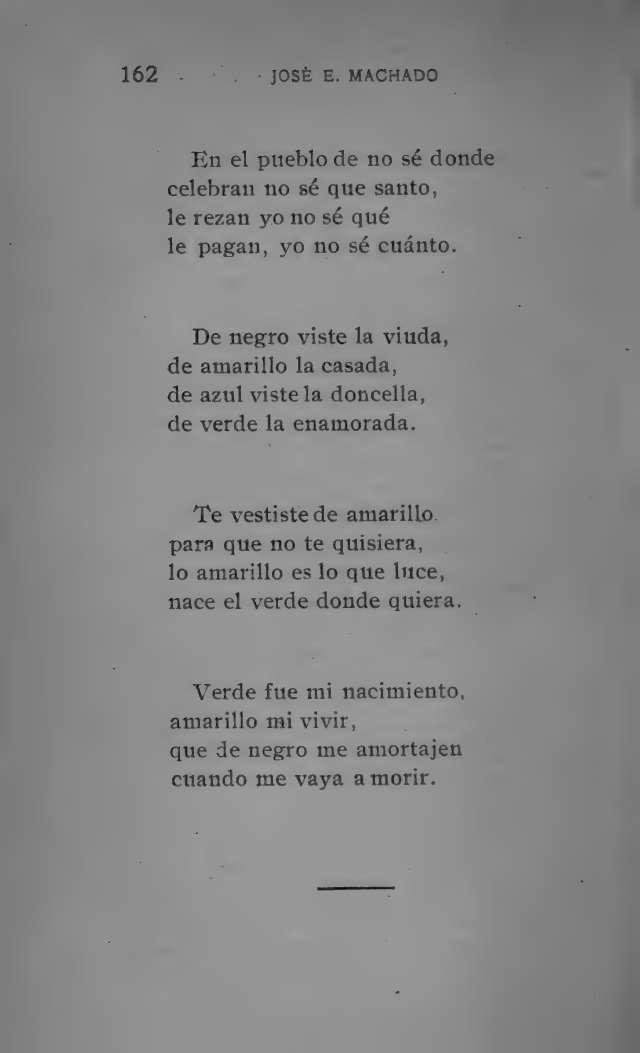 162 JOSÈ E. MACHADO
En el pueblo de no sé donde
celebran no sé que santo,
le rezan yo no sé qué
le pagan, yo no sé cuánto.
De negro viste la viuda,
de amarillo la casada,
de azul viste la doncella,
de verde la enamorada.
Te vestiste de amarillo
para que no te quisiera,
lo amarillo es lo que luce,
nace el verde donde quiera.
Verde fue mi nacimiento,
amarillo mi vivir,
que de negro me amortajen
cuando me vaya a morir.